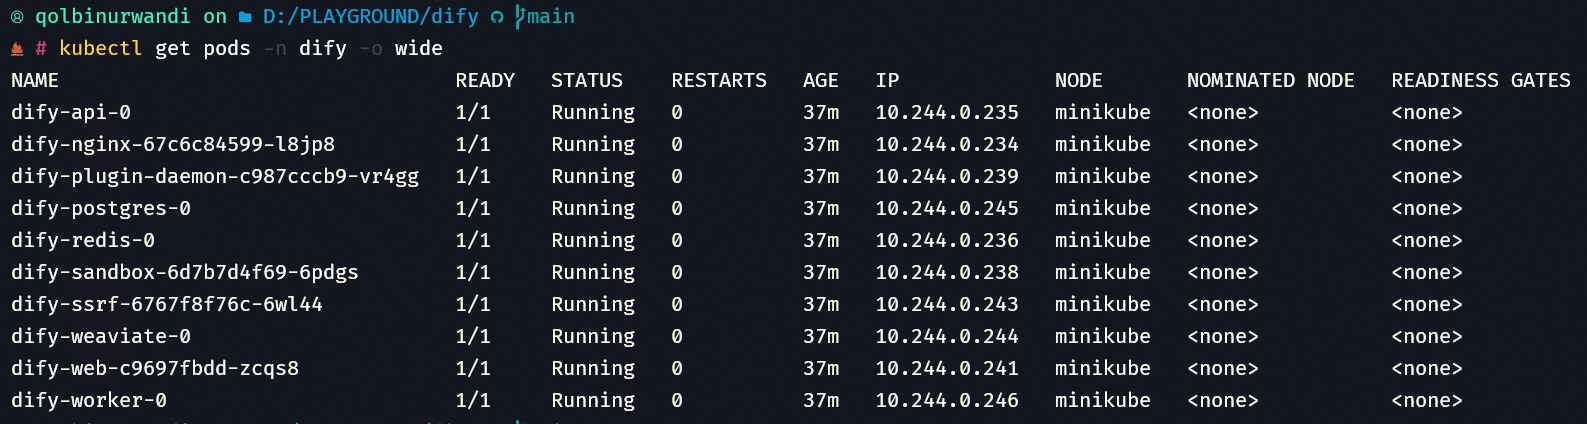 qolbinurwandi on D:/PLAYGROUND/dify main
# kubectl get pods -n dify -o wide
NAME READY STATUS RESTARTS AGE IP NODE NOMINATED NODE READINESS GATES
dify-api-0 1/1 Running 0 37m 10.244.0.235 minikube <none> <none>
dify-nginx-67c6c84599-l8jp8 1/1 Running 0 37m 10.244.0.234 minikube <none> <none>
dify-plugin-daemon-c987cccb9-vr4gg 1/1 Running 0 37m 10.244.0.239 minikube <none> <none>
dify-postgres-0 1/1 Running 0 37m 10.244.0.245 minikube <none> <none>
dify-redis-0 1/1 Running 0 37m 10.244.0.236 minikube <none> <none>
dify-sandbox-6d7b7d4f69-6pdgs 1/1 Running 0 37m 10.244.0.238 minikube <none> <none>
dify-ssrf-6767f8f76c-6wl44 1/1 Running 0 37m 10.244.0.243 minikube <none> <none>
dify-weaviate-0 1/1 Running 0 37m 10.244.0.244 minikube <none> <none>
dify-web-c9697fbdd-zcqs8 1/1 Running 0 37m 10.244.0.241 minikube <none> <none>
dify-worker-0 1/1 Running 0 37m 10.244.0.246 minikube <none> <none>